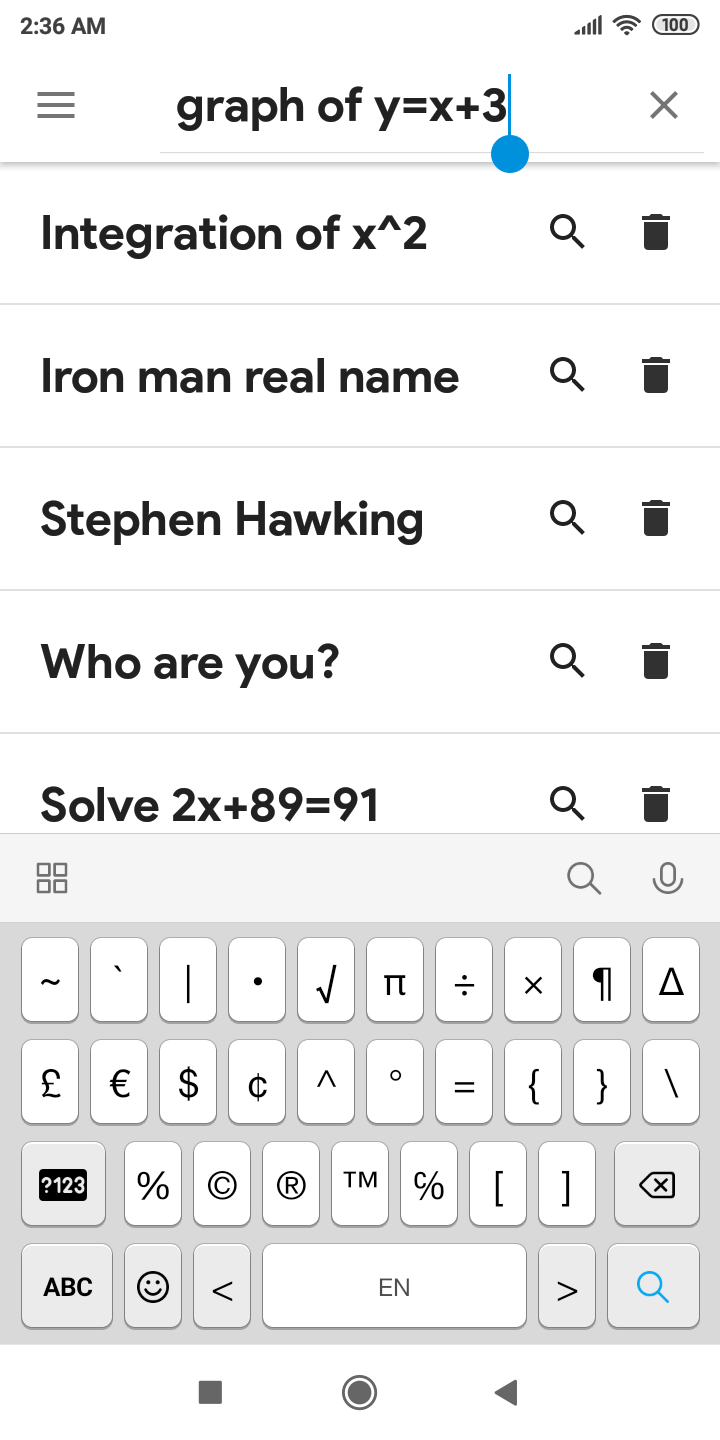 2:36 AM 100
graph of y=x+3
Integration of x^2
Iron man real name
Stephen Hawking
Who are you?
Solve 2x+89=91
~ ` | • √ π ÷ × ¶ Δ
£ € $ ¢ ^ ° = { } \
?123 % © ® ™ ℅ [ ]
ABC < EN >